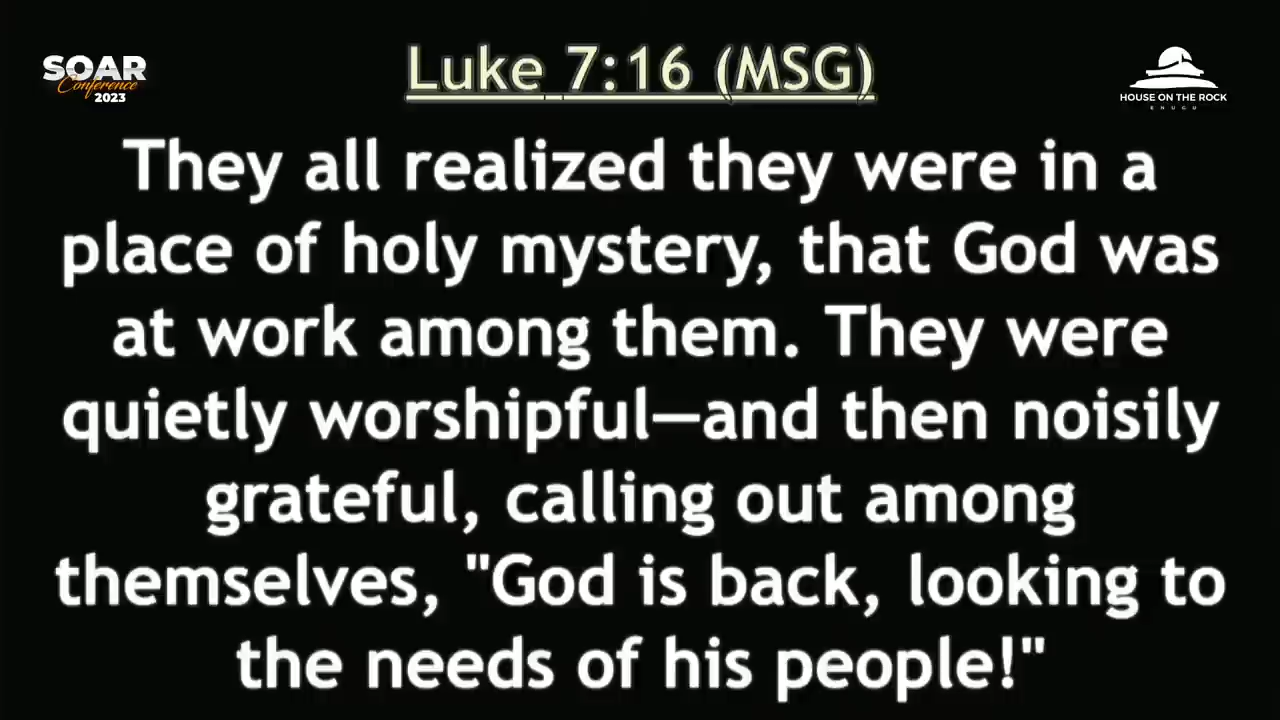 SOAR
Conference
2023
Luke 7:16 (MSG)
HOUSE ON THE ROCK
ENUGU
They all realized they were in a
place of holy mystery, that God was
at work among them. They were
quietly worshipful—and then noisily
grateful, calling out among
themselves, "God is back, looking to
the needs of his people!"